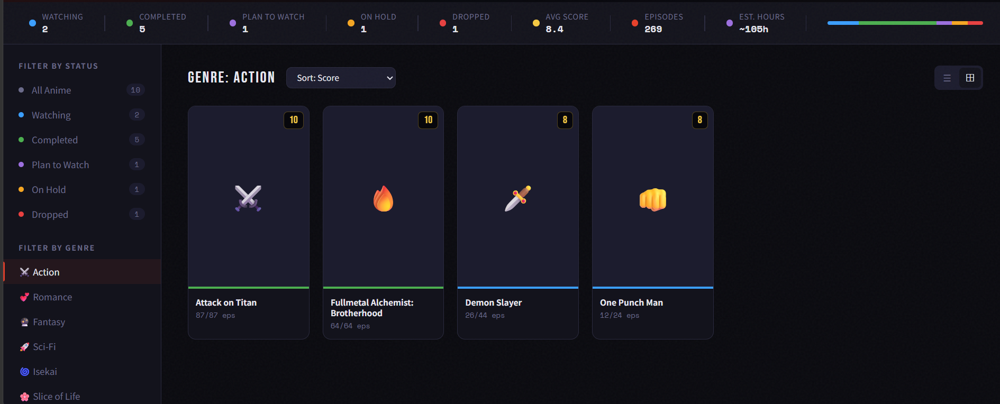 WATCHING
2
COMPLETED
5
PLAN TO WATCH
1
ON HOLD
1
DROPPED
1
AVG SCORE
8.4
EPISODES
269
EST. HOURS
~105h
FILTER BY STATUS
All Anime 10
Watching 2
Completed 5
Plan to Watch 1
On Hold 1
Dropped 1
FILTER BY GENRE
Action
Romance
Fantasy
Sci-Fi
Isekai
Slice of Life
GENRE: ACTION
Sort: Score
10
Attack on Titan
87/87 eps
10
Fullmetal Alchemist:
Brotherhood
64/64 eps
8
Demon Slayer
26/44 eps
8
One Punch Man
12/24 eps